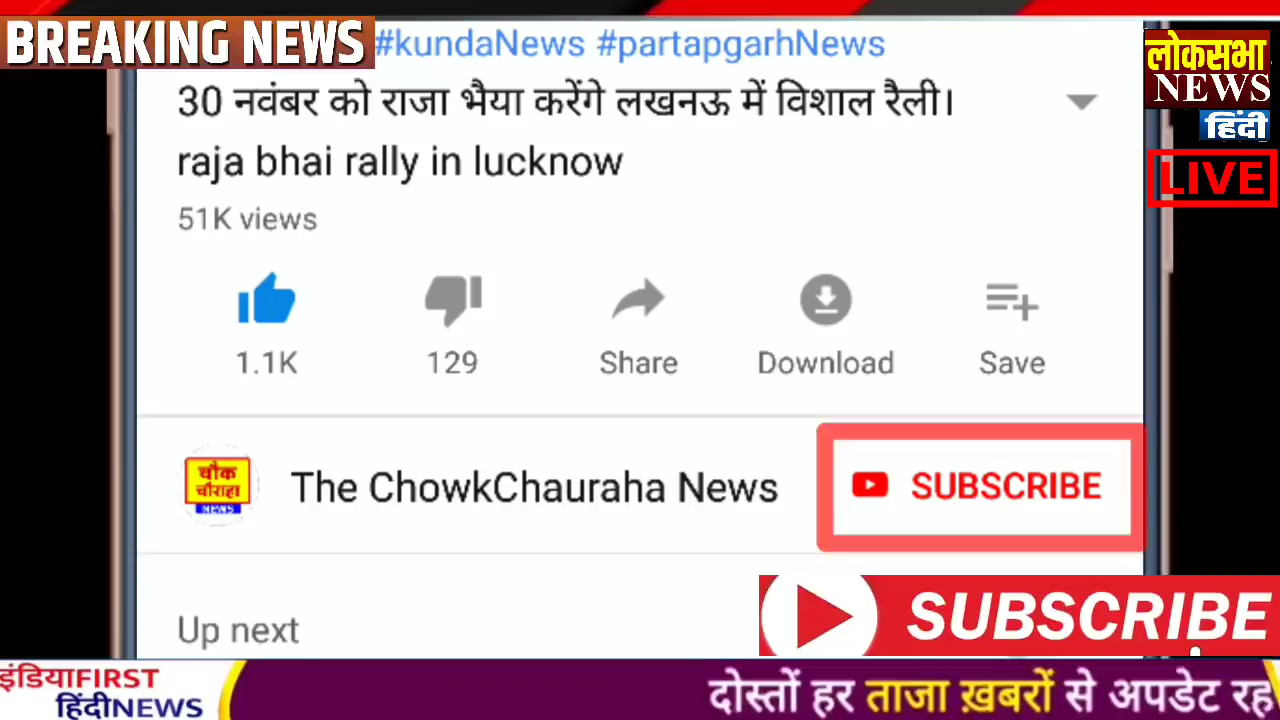 BREAKING NEWS
#kundaNews #partapgarhNews
लोकसभा
NEWS
हिंदी
LIVE
30 नवंबर को राजा भैया करेंगे लखनऊ में विशाल रैली।
raja bhai rally in lucknow
51K views
1.1K
129
Share
Download
Save
चौक
चौराहा
NEWS
The ChowkChauraha News
SUBSCRIBE
Up next
SUBSCRIBE
इंडियाFIRST
हिंदीNEWS
दोस्तों हर ताजा ख़बरों से अपडेट रह